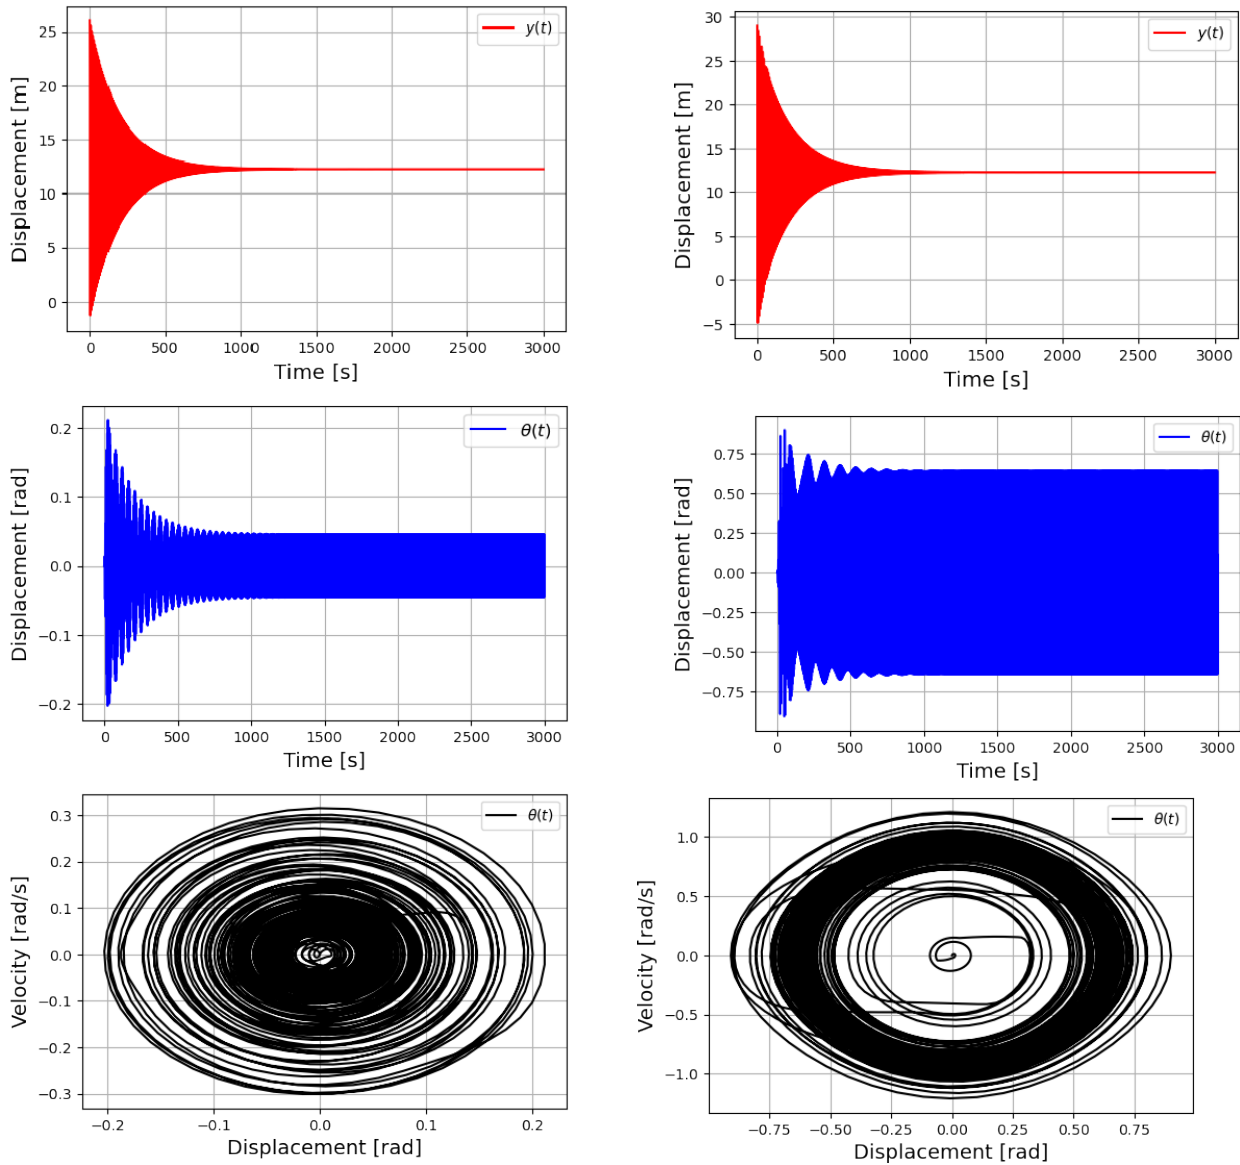 25
20
15
10
5
0
Displacement [m]
y(t)
0 500 1000 1500 2000 2500 3000
Time [s]
30
25
20
15
10
5
0
−5
Displacement [m]
y(t)
0 500 1000 1500 2000 2500 3000
Time [s]
0.2
0.1
0.0
−0.1
−0.2
Displacement [rad]
θ(t)
0 500 1000 1500 2000 2500 3000
Time [s]
0.75
0.50
0.25
0.00
−0.25
−0.50
−0.75
Displacement [rad]
θ(t)
0 500 1000 1500 2000 2500 3000
Time [s]
0.3
0.2
0.1
0.0
−0.1
−0.2
−0.3
Velocity [rad/s]
θ(t)
−0.2 −0.1 0.0 0.1 0.2
Displacement [rad]
1.0
0.5
0.0
−0.5
−1.0
Velocity [rad/s]
θ(t)
−0.75 −0.50 −0.25 0.00 0.25 0.50 0.75
Displacement [rad]